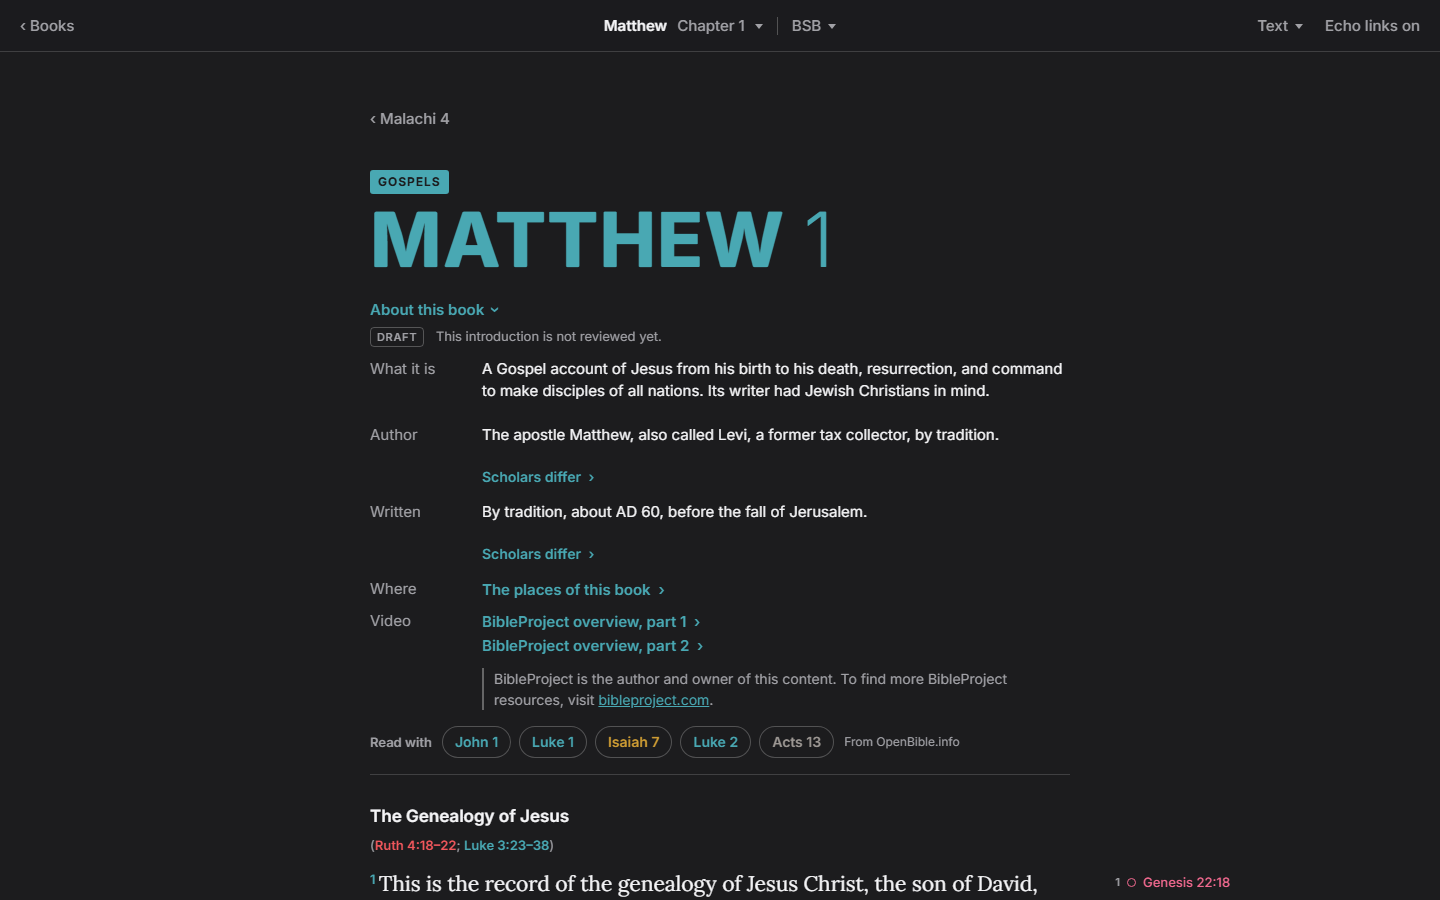 ‹ Books
Matthew Chapter 1 BSB
Text
Echo links on
‹ Malachi 4
GOSPELS
MATTHEW 1
About this book
DRAFT This introduction is not reviewed yet.
What it is
A Gospel account of Jesus from his birth to his death, resurrection, and command
to make disciples of all nations. Its writer had Jewish Christians in mind.
Author
The apostle Matthew, also called Levi, a former tax collector, by tradition.
Scholars differ ›
Written
By tradition, about AD 60, before the fall of Jerusalem.
Scholars differ ›
Where
The places of this book ›
Video
BibleProject overview, part 1 ›
BibleProject overview, part 2 ›
BibleProject is the author and owner of this content. To find more BibleProject
resources, visit bibleproject.com.
Read with John 1 Luke 1 Isaiah 7 Luke 2 Acts 13 From OpenBible.info
The Genealogy of Jesus
(Ruth 4:18–22; Luke 3:23–38)
1 This is the record of the genealogy of Jesus Christ, the son of David,
1 Genesis 22:18